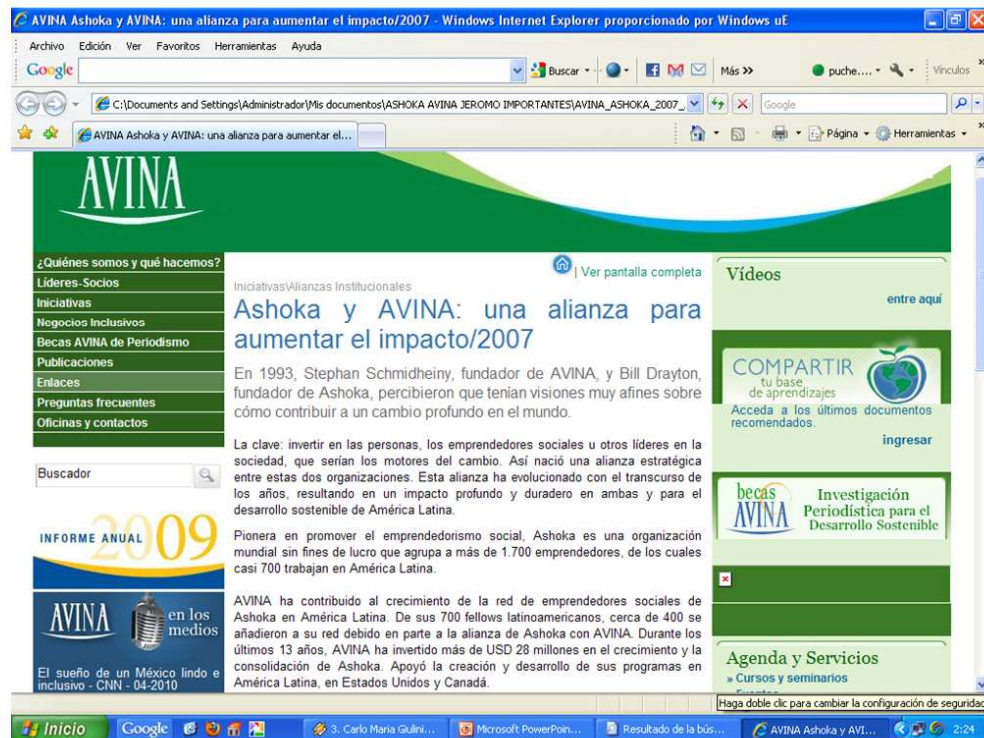 AVINA Ashoka y AVINA: una alianza para aumentar el impacto/2007 - Windows Internet Explorer proporcionado por Windows uE
Archivo Edición Ver Favoritos Herramientas Ayuda
Google Buscar Más >> puche.... Vínculos
C:\Documents and Settings\Administrador\Mis documentos\ASHOKA AVINA JEROMO IMPORTANTES\AVINA_ASHOKA_2007_ Google
AVINA Ashoka y AVINA: una alianza para aumentar el... Página Herramientas
AVINA
¿Quiénes somos y qué hacemos?
Líderes-Socios
Iniciativas
Negocios Inclusivos
Becas AVINA de Periodismo
Publicaciones
Enlaces
Preguntas frecuentes
Oficinas y contactos
Buscador
INFORME ANUAL 2009
AVINA en los
medios
El sueño de un México lindo e
inclusivo - CNN - 04-2010
| Ver pantalla completa
Iniciativas\Alianzas Institucionales
Ashoka y AVINA: una alianza para
aumentar el impacto/2007
En 1993, Stephan Schmidheiny, fundador de AVINA, y Bill Drayton,
fundador de Ashoka, percibieron que tenían visiones muy afines sobre
cómo contribuir a un cambio profundo en el mundo.
La clave: invertir en las personas, los emprendedores sociales u otros líderes en la
sociedad, que serían los motores del cambio. Así nació una alianza estratégica
entre estas dos organizaciones. Esta alianza ha evolucionado con el transcurso de
los años, resultando en un impacto profundo y duradero en ambas y para el
desarrollo sostenible de América Latina.
Pionera en promover el emprendedorismo social, Ashoka es una organización
mundial sin fines de lucro que agrupa a más de 1.700 emprendedores, de los cuales
casi 700 trabajan en América Latina.
AVINA ha contribuido al crecimiento de la red de emprendedores sociales de
Ashoka en América Latina. De sus 700 fellows latinoamericanos, cerca de 400 se
añadieron a su red debido en parte a la alianza de Ashoka con AVINA. Durante los
últimos 13 años, AVINA ha invertido más de USD 28 millones en el crecimiento y la
consolidación de Ashoka. Apoyó la creación y desarrollo de sus programas en
América Latina, en Estados Unidos y Canadá.
Vídeos
entre aquí
COMPARTIR
tu base
de aprendizajes
Acceda a los últimos documentos
recomendados.
ingresar
becas
AVINA
Investigación
Periodística para el
Desarrollo Sostenible
Agenda y Servicios
» Cursos y seminarios
Haga doble clic para cambiar la configuración de seguridad
Inicio Google 3. Carlo Maria Giulini... Microsoft PowerPoin... Resultado de la bús... AVINA Ashoka y AVI... 2:24